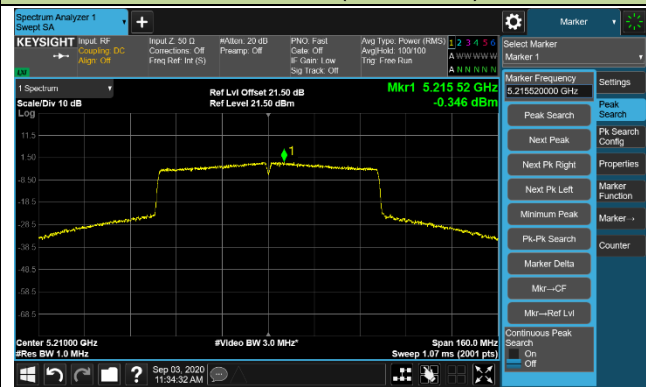 Spectrum Analyzer 1
Swept SA
Marker
KEYSIGHT
Input: RF
Coupling: DC
Align: Off
Input Z: 50 Ω
Corrections: Off
Freq Ref: Int (S)
#Atten: 20 dB
Preamp: Off
PNO: Fast
Gate: Off
IF Gain: Low
Sig Track: Off
Avg Type: Power (RMS)
Avg|Hold: 100/100
Trig: Free Run
1 2 3 4 5 6
A W W W W W
A N N N N N
LXI
Select Marker
Marker 1
1 Spectrum
Scale/Div 10 dB
Log
Ref Lvl Offset 21.50 dB
Ref Level 21.50 dBm
Mkr1 5.215 52 GHz
-0.346 dBm
11.5
1.50
-8.50
-18.5
-28.5
-38.5
-48.5
-58.5
-68.5
1
Center 5.21000 GHz
#Res BW 1.0 MHz
#Video BW 3.0 MHz*
Span 160.0 MHz
Sweep 1.07 ms (2001 pts)
Marker Frequency
5.215520000 GHz
Peak Search
Next Peak
Next Pk Right
Next Pk Left
Minimum Peak
Pk-Pk Search
Marker Delta
Mkr→CF
Mkr→Ref Lvl
Continuous Peak
Search
On
Off
Settings
Peak
Search
Pk Search
Config
Properties
Marker
Function
Marker→
Counter
?
Sep 03, 2020
11:34:32 AM